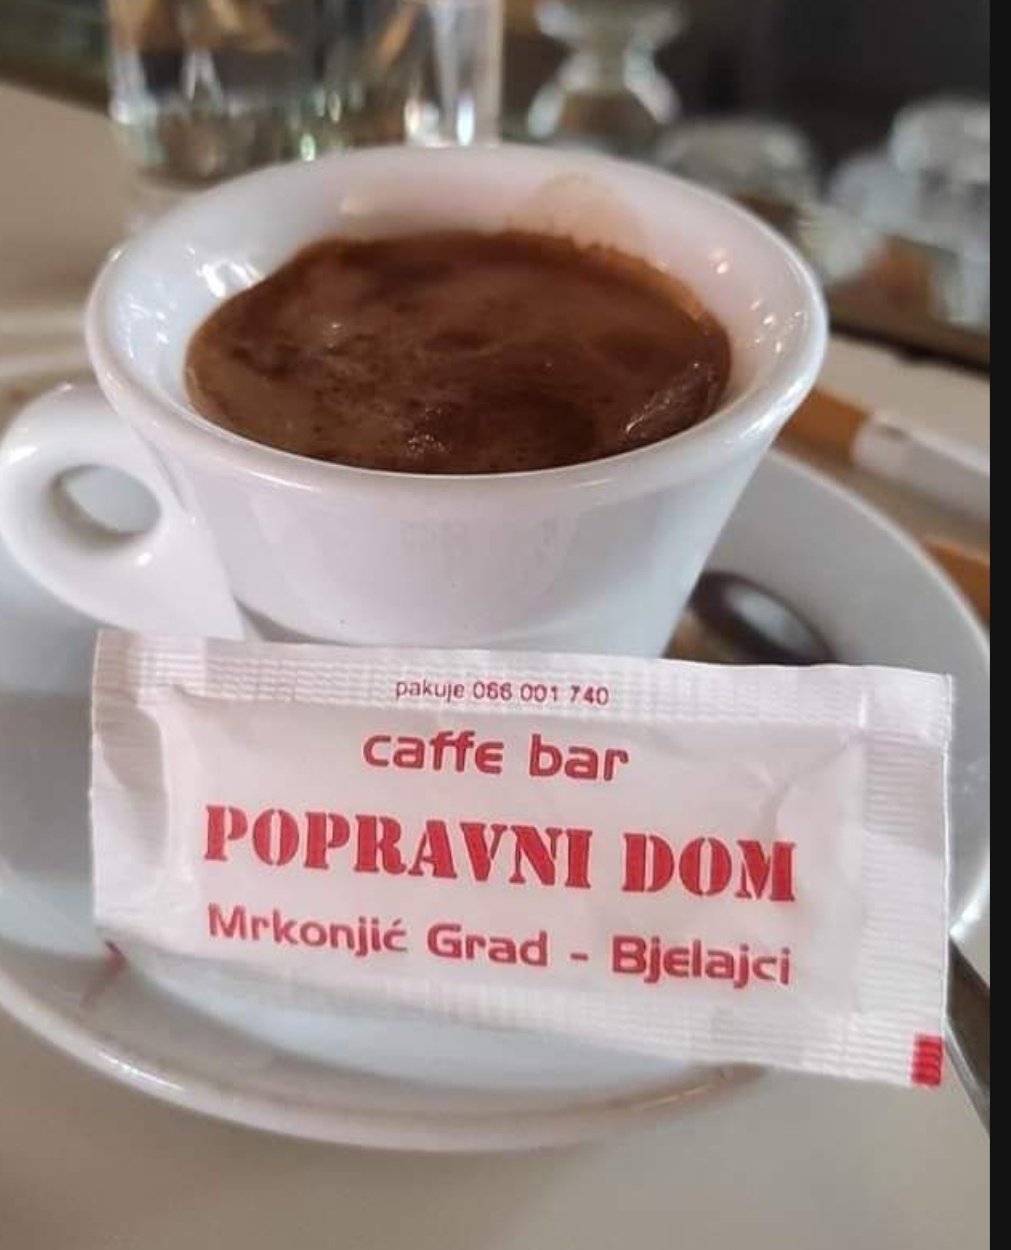 pakuje 066 001 740
caffe bar
POPRAVNI DOM
Mrkonjić Grad - Bjelajci